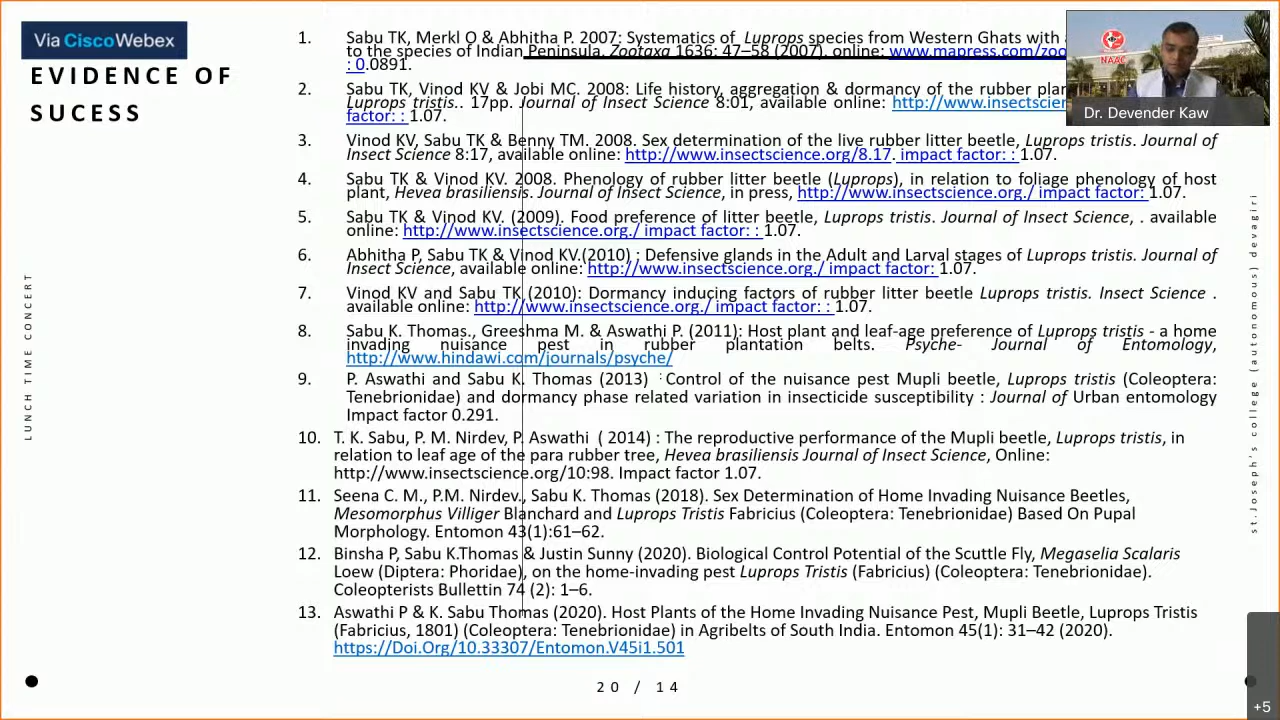 Via CiscoWebex
EVIDENCE OF
SUCESS
1. Sabu TK, Merkl O & Abhitha P. 2007: Systematics of Luprops species from Western Ghats with
to the species of Indian Peninsula. Zootaxa 1636: 47–58 (2007). online: www.mapress.com/zoo
: 0.0891.
2. Sabu TK, Vinod KV & Jobi MC. 2008: Life history, aggregation & dormancy of the rubber plan
Luprops tristis.. 17pp. Journal of Insect Science 8:01, available online: http://www.insectscien
factor: : 1.07.
3. Vinod KV, Sabu TK & Benny TM. 2008. Sex determination of the live rubber litter beetle, Luprops tristis. Journal of
Insect Science 8:17, available online: http://www.insectscience.org/8.17. impact factor: : 1.07.
4. Sabu TK & Vinod KV. 2008. Phenology of rubber litter beetle (Luprops), in relation to foliage phenology of host
plant, Hevea brasiliensis. Journal of Insect Science, in press, http://www.insectscience.org./ impact factor: 1.07.
5. Sabu TK & Vinod KV. (2009). Food preference of litter beetle, Luprops tristis. Journal of Insect Science, . available
online: http://www.insectscience.org./ impact factor: : 1.07.
6. Abhitha P, Sabu TK & Vinod KV.(2010) : Defensive glands in the Adult and Larval stages of Luprops tristis. Journal of
Insect Science, available online: http://www.insectscience.org./ impact factor: 1.07.
7. Vinod KV and Sabu TK (2010): Dormancy inducing factors of rubber litter beetle Luprops tristis. Insect Science .
available online: http://www.insectscience.org./ impact factor: : 1.07.
8. Sabu K. Thomas., Greeshma M. & Aswathi P. (2011): Host plant and leaf-age preference of Luprops tristis - a home
invading nuisance pest in rubber plantation belts. Psyche- Journal of Entomology,
http://www.hindawi.com/journals/psyche/
9. P. Aswathi and Sabu K. Thomas (2013) : Control of the nuisance pest Mupli beetle, Luprops tristis (Coleoptera:
Tenebrionidae) and dormancy phase related variation in insecticide susceptibility : Journal of Urban entomology
Impact factor 0.291.
10. T. K. Sabu, P. M. Nirdev, P. Aswathi ( 2014) : The reproductive performance of the Mupli beetle, Luprops tristis, in
relation to leaf age of the para rubber tree, Hevea brasiliensis Journal of Insect Science, Online:
http://www.insectscience.org/10:98. Impact factor 1.07.
11. Seena C. M., P.M. Nirdev., Sabu K. Thomas (2018). Sex Determination of Home Invading Nuisance Beetles,
Mesomorphus Villiger Blanchard and Luprops Tristis Fabricius (Coleoptera: Tenebrionidae) Based On Pupal
Morphology. Entomon 43(1):61–62.
12. Binsha P, Sabu K.Thomas & Justin Sunny (2020). Biological Control Potential of the Scuttle Fly, Megaselia Scalaris
Loew (Diptera: Phoridae), on the home-invading pest Luprops Tristis (Fabricius) (Coleoptera: Tenebrionidae).
Coleopterists Bullettin 74 (2): 1–6.
13. Aswathi P & K. Sabu Thomas (2020). Host Plants of the Home Invading Nuisance Pest, Mupli Beetle, Luprops Tristis
(Fabricius, 1801) (Coleoptera: Tenebrionidae) in Agribelts of South India. Entomon 45(1): 31–42 (2020).
https://Doi.Org/10.33307/Entomon.V45i1.501
20 / 14
LUNCH TIME CONCERT
st.Joseph's college (autonomous) devagiri
NAAC
Dr. Devender Kaw
+5